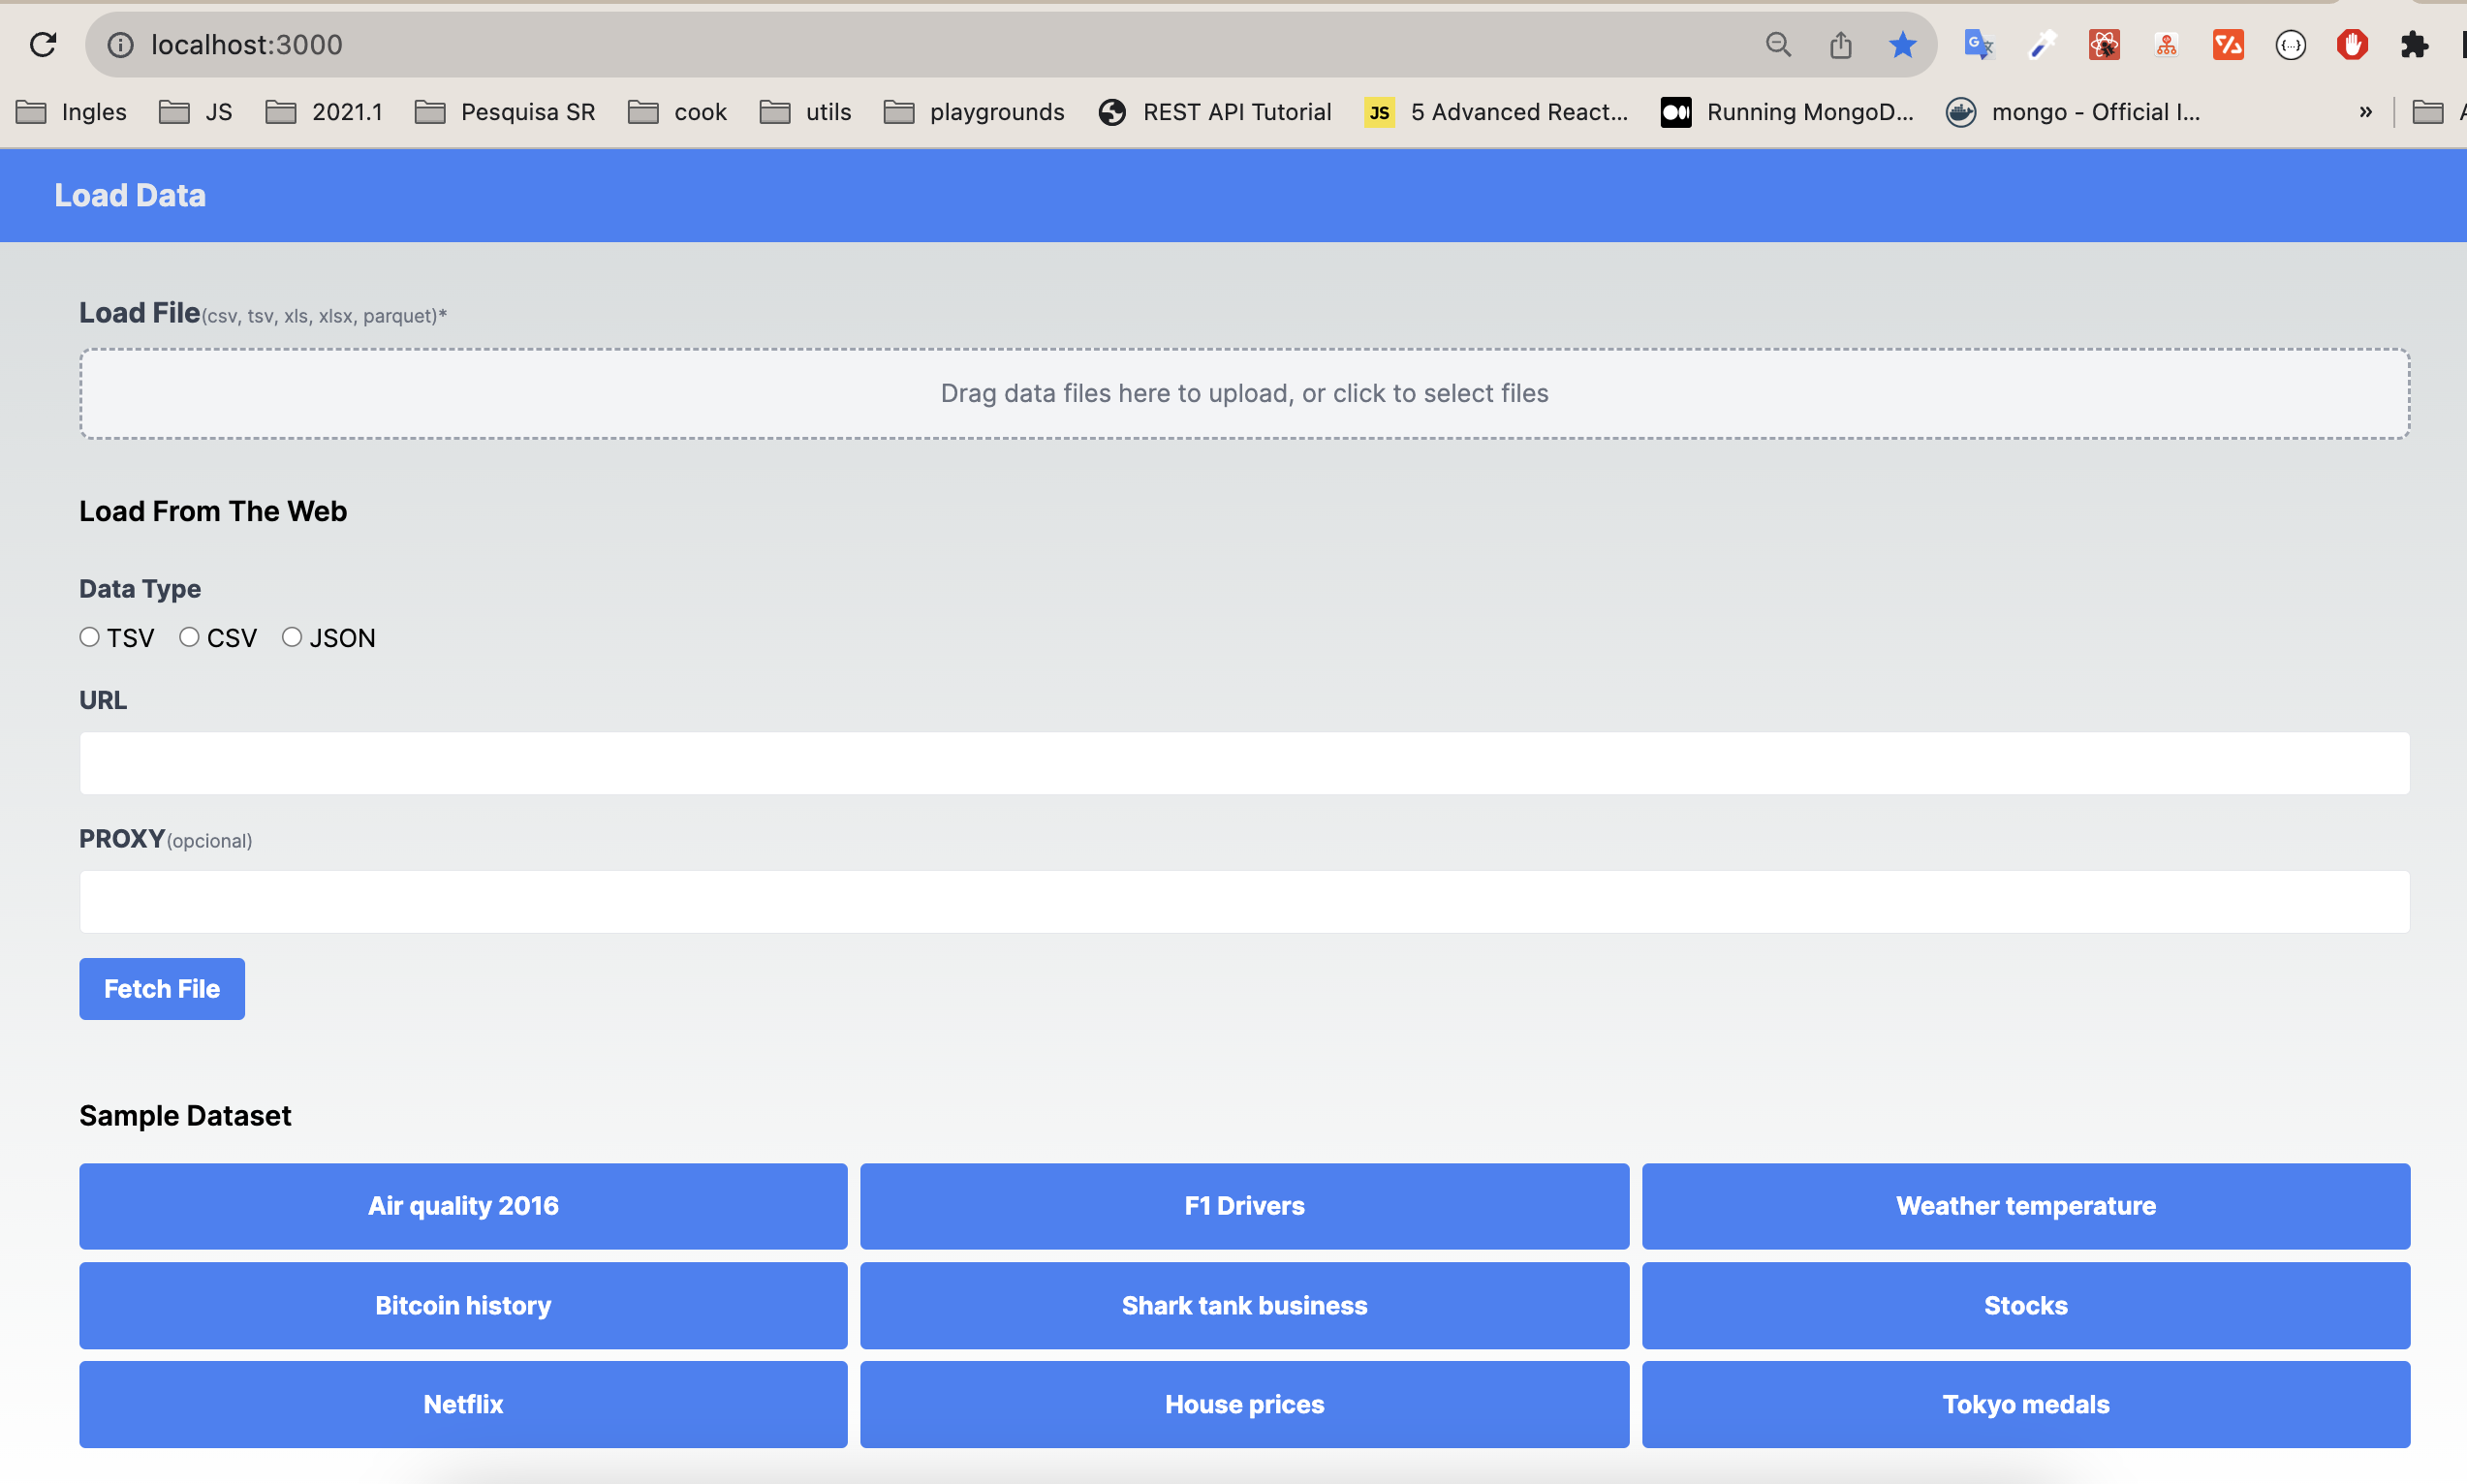 localhost:3000
Ingles JS 2021.1 Pesquisa SR cook utils playgrounds REST API Tutorial JS 5 Advanced React... Running MongoD... mongo - Official I... »
Load Data
Load File(csv, tsv, xls, xlsx, parquet)*
Drag data files here to upload, or click to select files
Load From The Web
Data Type
TSV CSV JSON
URL
PROXY(opcional)
Fetch File
Sample Dataset
Air quality 2016 F1 Drivers Weather temperature
Bitcoin history Shark tank business Stocks
Netflix House prices Tokyo medals